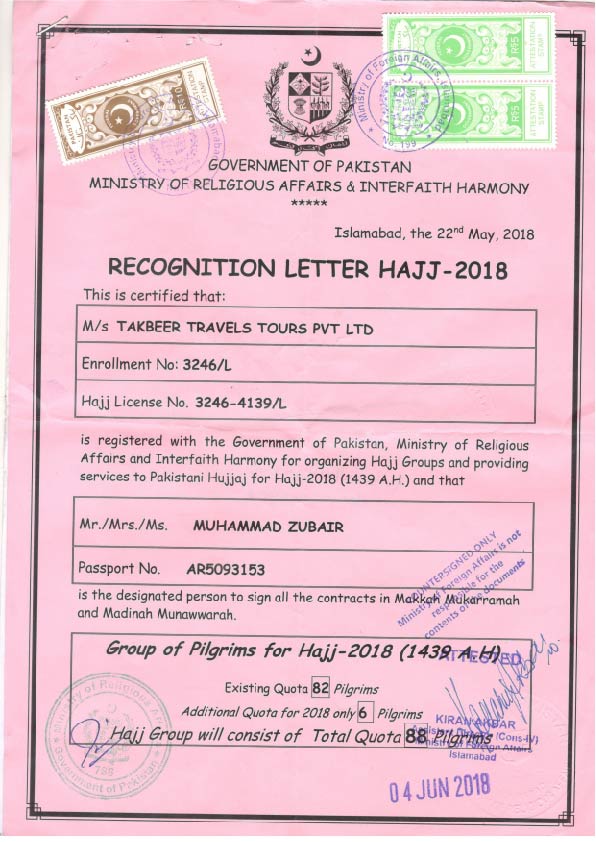 GOVERNMENT OF PAKISTAN
MINISTRY OF RELIGIOUS AFFAIRS & INTERFAITH HARMONY
*****
Islamabad, the 22nd May, 2018
RECOGNITION LETTER HAJJ-2018
This is certified that:
M/s TAKBEER TRAVELS TOURS PVT LTD
Enrollment No: 3246/L
Hajj License No. 3246-4139/L
is registered with the Government of Pakistan, Ministry of Religious
Affairs and Interfaith Harmony for organizing Hajj Groups and providing
services to Pakistani Hujjaj for Hajj-2018 (1439 A.H.) and that
Mr./Mrs./Ms. MUHAMMAD ZUBAIR
Passport No. AR5093153
is the designated person to sign all the contracts in Makkah Mukarramah
and Madinah Munawwarah.
Group of Pilgrims for Hajj-2018 (1439 A.H)
Existing Quota 82 Pilgrims
Additional Quota for 2018 only 6 Pilgrims
Hajj Group will consist of Total Quota 88 Pilgrims
ATTESTATION
STAMP
RS5
ATTESTATION
STAMP
RS5
Ministry of Foreign Affairs,
No. 199
COUNTERSIGNED ONLY
Ministry of Foreign Affairs is not
responsible for the
contents of the documents
ATTESTED
KIRAN AKBAR
Assistant Director (Cons-IV)
Ministry of Foreign Affairs
Islamabad
04 JUN 2018
Ministry of Religious Affairs
Government of Pakistan